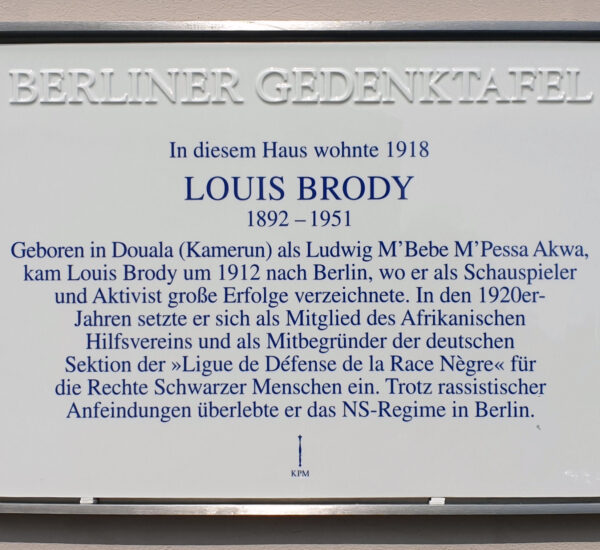 BERLINER GEDENKTAFEL
In diesem Haus wohnte 1918
LOUIS BRODY
1892 – 1951
Geboren in Douala (Kamerun) als Ludwig M’Bebe M’Pessa Akwa,
kam Louis Brody um 1912 nach Berlin, wo er als Schauspieler
und Aktivist große Erfolge verzeichnete. In den 1920er-
Jahren setzte er sich als Mitglied des Afrikanischen
Hilfsvereins und als Mitbegründer der deutschen
Sektion der »Ligue de Défense de la Race Nègre« für
die Rechte Schwarzer Menschen ein. Trotz rassistischer
Anfeindungen überlebte er das NS-Regime in Berlin.
KPM